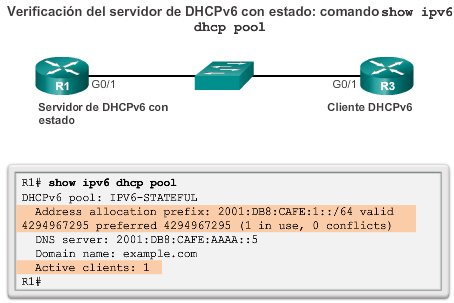 Verificación del servidor de DHCPv6 con estado: comando show ipv6
dhcp pool
R1
G0/1
G0/1
R3
Servidor de DHCPv6 con
estado
Cliente DHCPv6
R1# show ipv6 dhcp pool
DHCPv6 pool: IPV6-STATEFUL
Address allocation prefix: 2001:DB8:CAFE:1::/64 valid
4294967295 preferred 4294967295 (1 in use, 0 conflicts)
DNS server: 2001:DB8:CAFE:AAAA::5
Domain name: example.com
Active clients: 1
R1#